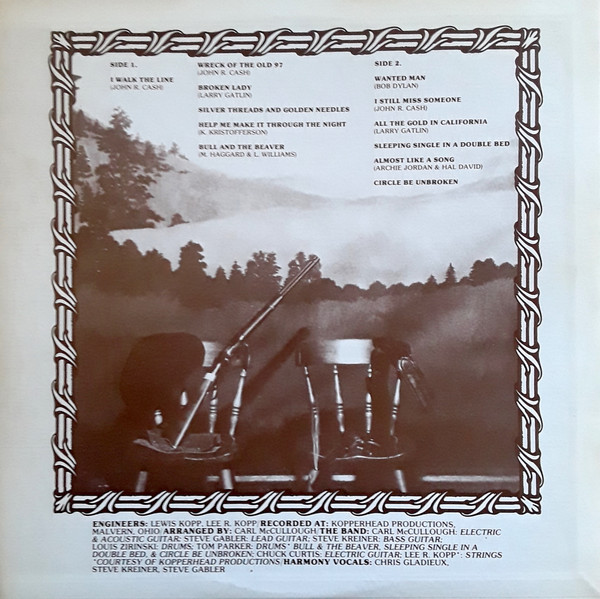 SIDE 1.
I WALK THE LINE
(JOHN R. CASH)
WRECK OF THE OLD 97
(JOHN R. CASH)
BROKEN LADY
(LARRY GATLIN)
SILVER THREADS AND GOLDEN NEEDLES
HELP ME MAKE IT THROUGH THE NIGHT
(K. KRISTOFFERSON)
BULL AND THE BEAVER
(M. HAGGARD & L. WILLIAMS)
SIDE 2.
WANTED MAN
(BOB DYLAN)
I STILL MISS SOMEONE
(JOHN R. CASH)
ALL THE GOLD IN CALIFORNIA
(LARRY GATLIN)
SLEEPING SINGLE IN A DOUBLE BED
ALMOST LIKE A SONG
(ARCHIE JORDAN & HAL DAVID)
CIRCLE BE UNBROKEN
ENGINEERS: LEWIS KOPP, LEE R. KOPP/RECORDED AT: KOPPERHEAD PRODUCTIONS,
MALVERN, OHIO/ARRANGED BY: CARL McCULLOUGH/THE BAND: CARL McCULLOUGH: ELECTRIC
& ACOUSTIC GUITAR; STEVE GABLER: LEAD GUITAR; STEVE KREINER: BASS GUITAR;
LOUIS ZIRINSKI: DRUMS; TOM PARKER: DRUMS* BULL & THE BEAVER, SLEEPING SINGLE IN A
DOUBLE BED, & CIRCLE BE UNBROKEN; CHUCK CURTIS: ELECTRIC GUITAR; LEE R. KOPP*: STRINGS
*COURTESY OF KOPPERHEAD PRODUCTIONS/HARMONY VOCALS: CHRIS GLADIEUX,
STEVE KREINER, STEVE GABLER